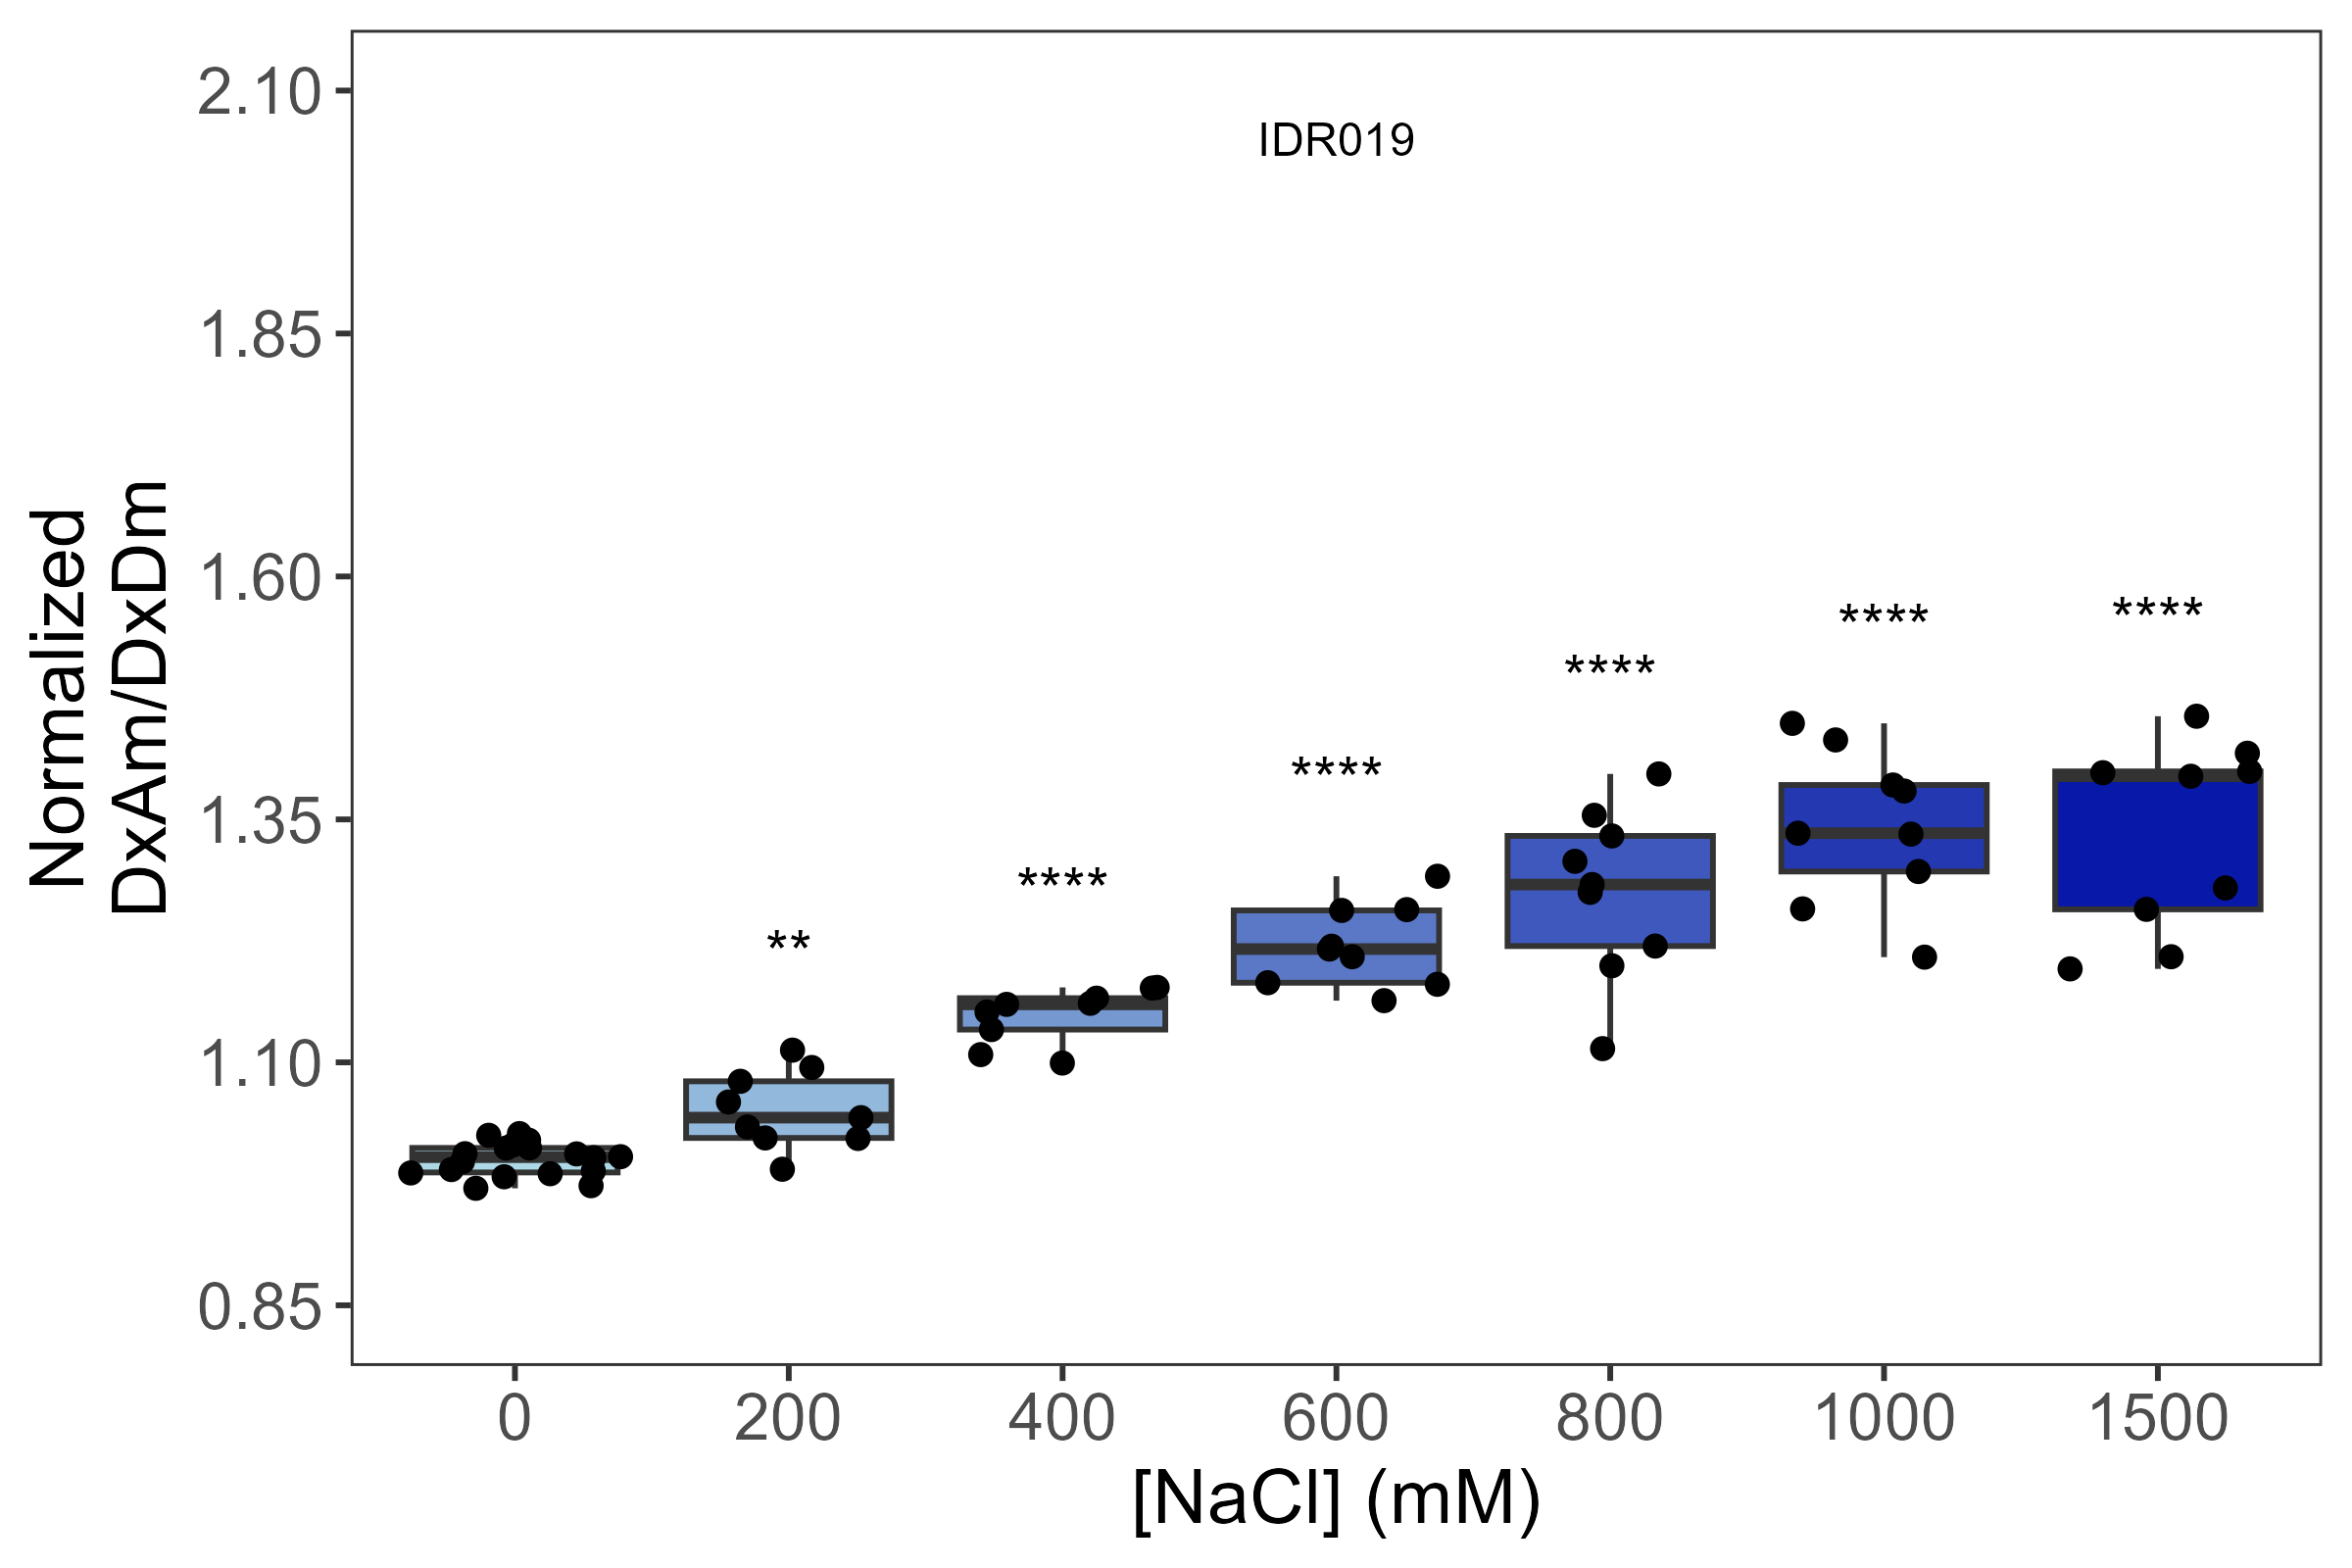 IDR019
2.10
1.85
1.60
1.35
1.10
0.85
Normalized
DxAm/DxDm
**
****
****
****
****
****
0 200 400 600 800 1000 1500
[NaCl] (mM)